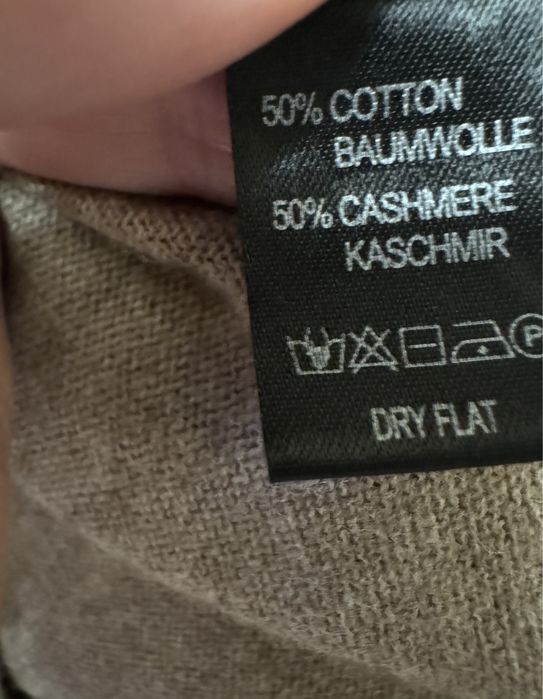 50% COTTON
BAUMWOLLE
50% CASHMERE
KASCHMIR
P
DRY FLAT